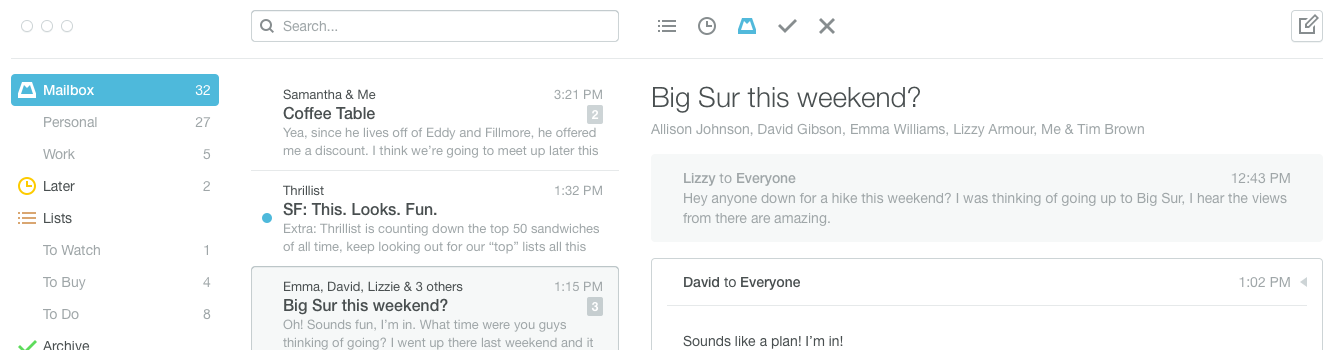 Search...
Mailbox 32
Personal 27
Work 5
Later 2
Lists
To Watch 1
To Buy 4
To Do 8
Archive
Samantha & Me 3:21 PM
Coffee Table 2
Yea, since he lives off of Eddy and Fillmore, he offered
me a discount. I think we’re going to meet up later this
Thrillist 1:32 PM
SF: This. Looks. Fun.
Extra: Thrillist is counting down the top 50 sandwiches
of all time, keep looking out for our “top” lists all this
Emma, David, Lizzie & 3 others 1:15 PM
Big Sur this weekend? 3
Oh! Sounds fun, I’m in. What time were you guys
thinking of going? I went up there last weekend and it
Big Sur this weekend?
Allison Johnson, David Gibson, Emma Williams, Lizzy Armour, Me & Tim Brown
Lizzy to Everyone 12:43 PM
Hey anyone down for a hike this weekend? I was thinking of going up to Big Sur, I hear the views
from there are amazing.
David to Everyone 1:02 PM
Sounds like a plan! I’m in!